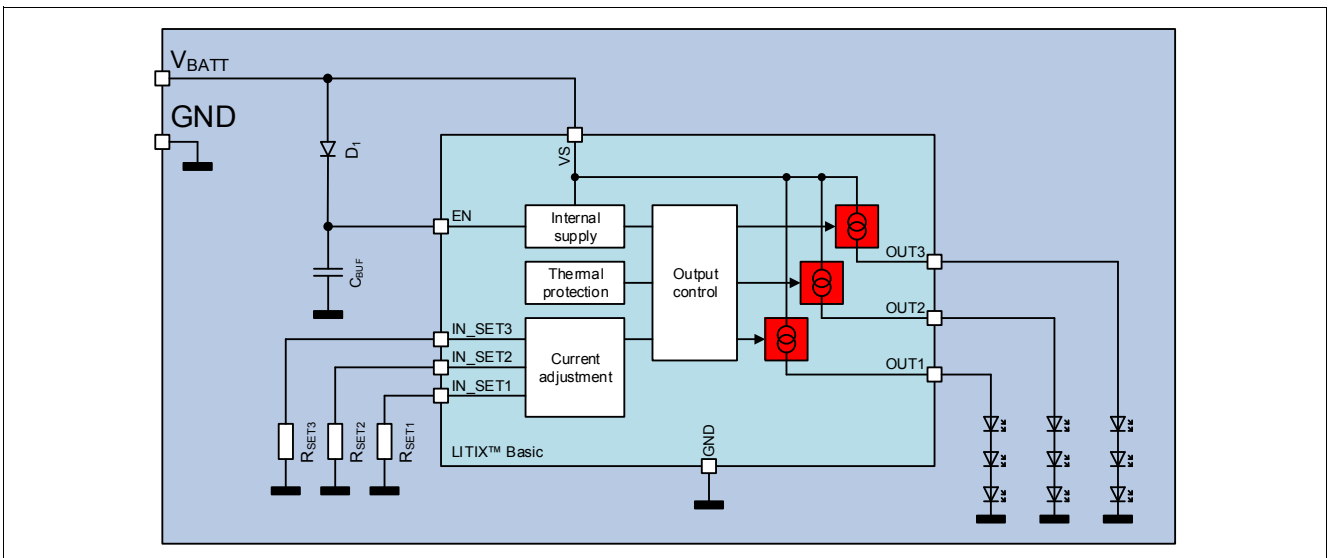 VBATT
GND
D1
VS
EN
Internal
supply
CBUF
Thermal
protection
Output
control
OUT3
OUT2
OUT1
IN_SET3
IN_SET2
IN_SET1
Current
adjustment
RSET3
RSET2
RSET1
LITIX™ Basic
GND